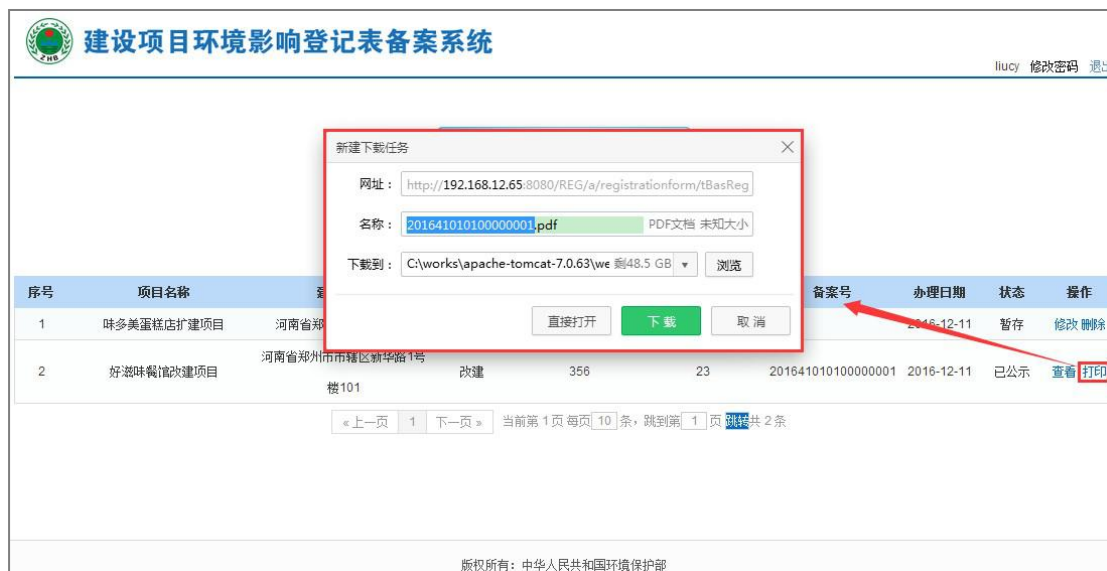 ZHB
建设项目环境影响登记表备案系统
liucy 修改密码 退出
新建下载任务
网址： http://192.168.12.65:8080/REG/a/registrationform/tBasReg
名称： 201641010100000001.pdf PDF文档 未知大小
下载到： C:\works\apache-tomcat-7.0.63\we 剩48.5 GB 浏览
直接打开 下载 取消
序号 项目名称 备案号 办理日期 状态 操作
1 味多美蛋糕店扩建项目 河南省郑 2016-12-11 暂存 修改 删除
2 好滋味餐馆改建项目 河南省郑州市市辖区新华路1号 改建 356 23 201641010100000001 2016-12-11 已公示 查看 打印
楼101
«上一页 1 下一页» 当前第 1 页 每页 10 条，跳到第 1 页 跳转 共 2 条
版权所有：中华人民共和国环境保护部